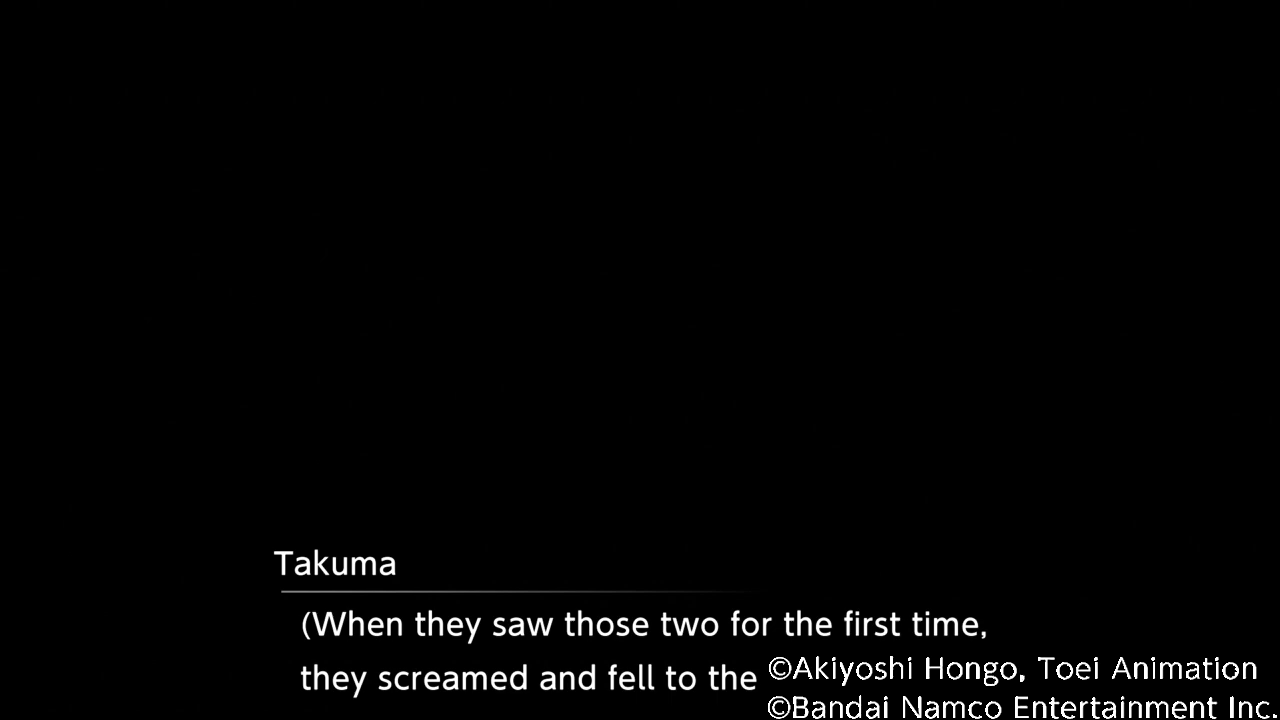 Takuma
(When they saw those two for the first time,
they screamed and fell to the
©Akiyoshi Hongo, Toei Animation
©Bandai Namco Entertainment Inc.